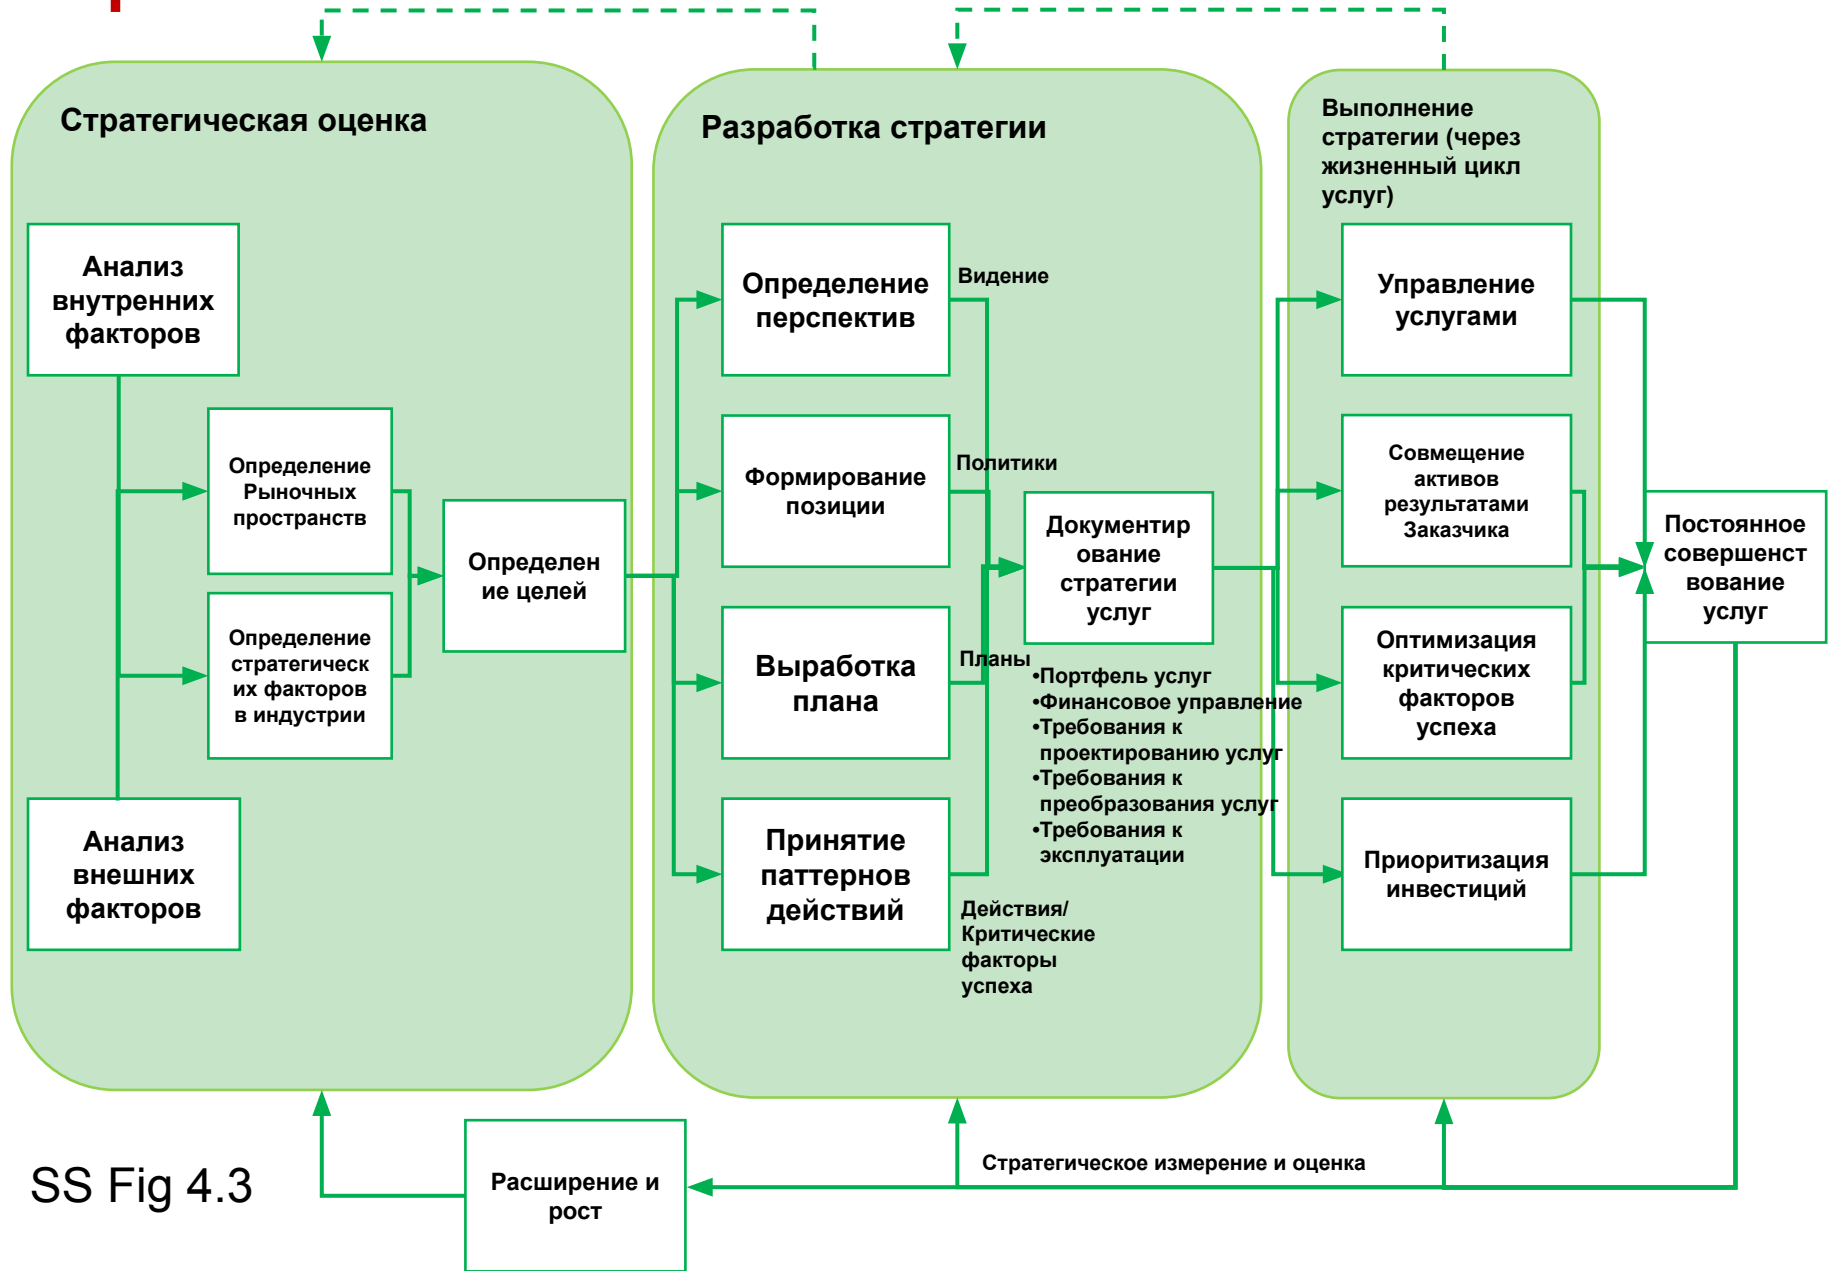 Стратегическая оценка
Анализ
внутренних
факторов
Определение
Рыночных
пространств
Определение
стратегическ
их факторов
в индустрии
Анализ
внешних
факторов
Определен
ие целей
Разработка стратегии
Определение
перспектив
Видение
Формирование
позиции
Политики
Выработка
плана
Планы
Принятие
паттернов
действий
Действия/
Критические
факторы
успеха
Документир
ование
стратегии
услуг
•Портфель услуг
•Финансовое управление
•Требования к
проектированию услуг
•Требования к
преобразования услуг
•Требования к
эксплуатации
Выполнение
стратегии (через
жизненный цикл
услуг)
Управление
услугами
Совмещение
активов
результатами
Заказчика
Оптимизация
критических
факторов
успеха
Приоритизация
инвестиций
Постоянное
совершенст
вование
услуг
Стратегическое измерение и оценка
Расширение и
рост
SS Fig 4.3